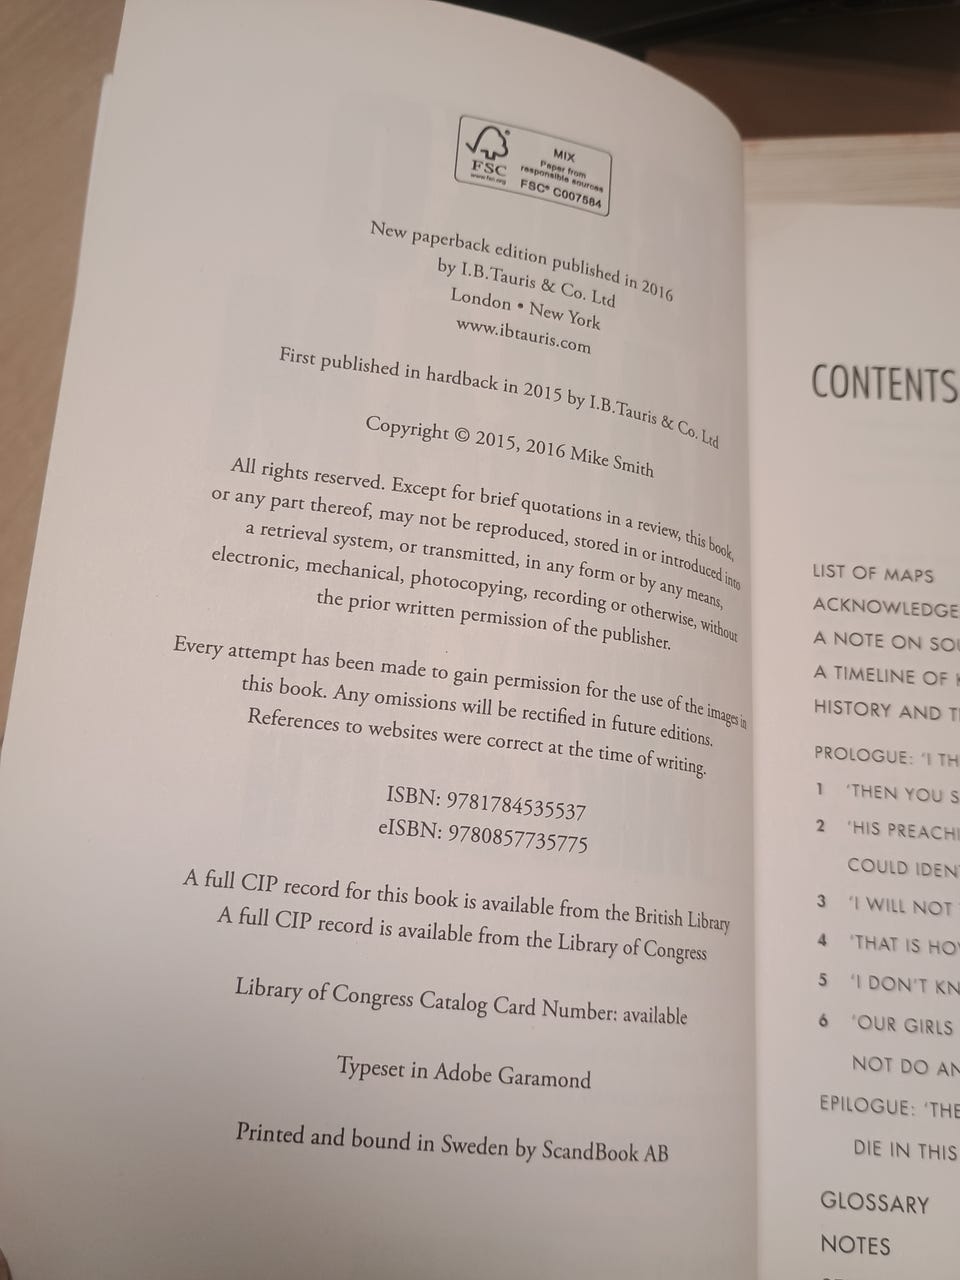 FSC
www.fsc.org
MIX
Paper from
responsible sources
FSC® C007584
New paperback edition published in 2016
by I.B.Tauris & Co. Ltd
London • New York
www.ibtauris.com
First published in hardback in 2015 by I.B.Tauris & Co. Ltd
Copyright © 2015, 2016 Mike Smith
All rights reserved. Except for brief quotations in a review, this book,
or any part thereof, may not be reproduced, stored in or introduced into
a retrieval system, or transmitted, in any form or by any means,
electronic, mechanical, photocopying, recording or otherwise, without
the prior written permission of the publisher.
Every attempt has been made to gain permission for the use of the images in
this book. Any omissions will be rectified in future editions.
References to websites were correct at the time of writing.
ISBN: 9781784535537
eISBN: 9780857735775
A full CIP record for this book is available from the British Library
A full CIP record is available from the Library of Congress
Library of Congress Catalog Card Number: available
Typeset in Adobe Garamond
Printed and bound in Sweden by ScandBook AB
CONTENTS
LIST OF MAPS
ACKNOWLEDGE
A NOTE ON SOU
A TIMELINE OF
HISTORY AND T
PROLOGUE: 'I TH
1 'THEN YOU S
2 'HIS PREACHI
COULD IDEN
3 'I WILL NOT
4 'THAT IS HO
5 'I DON'T KN
6 'OUR GIRLS
NOT DO AN
EPILOGUE: 'THE
DIE IN THIS
GLOSSARY
NOTES